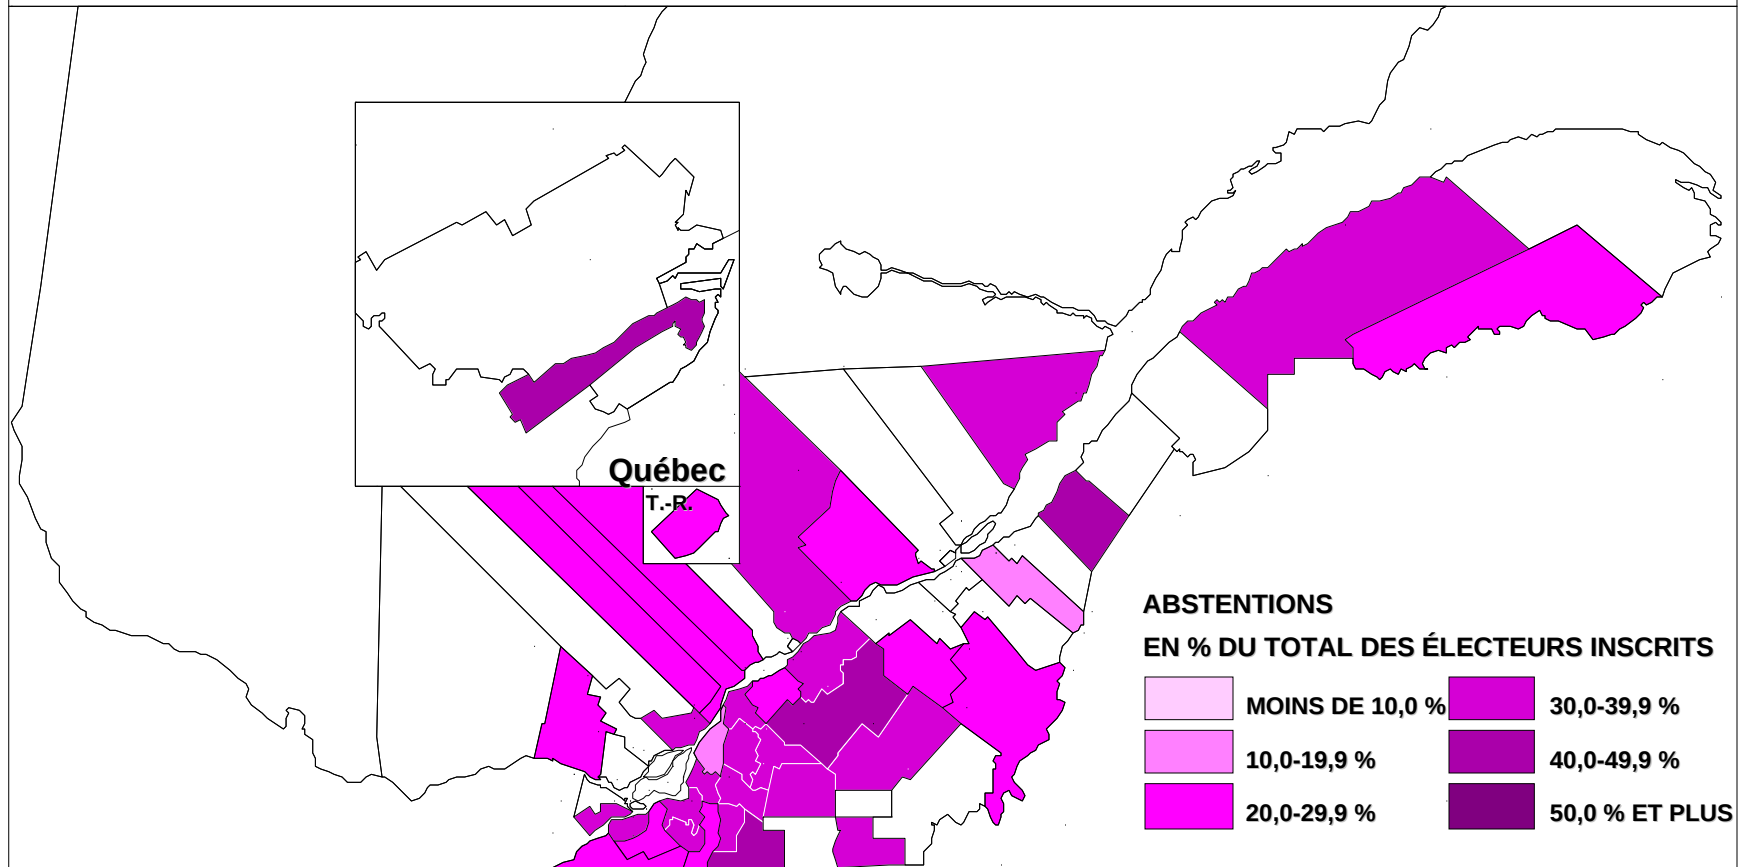 Québec
T.-R.
ABSTENTIONS
EN % DU TOTAL DES ÉLECTEURS INSCRITS
MOINS DE 10,0 %
30,0-39,9 %
10,0-19,9 %
40,0-49,9 %
20,0-29,9 %
50,0 % ET PLUS